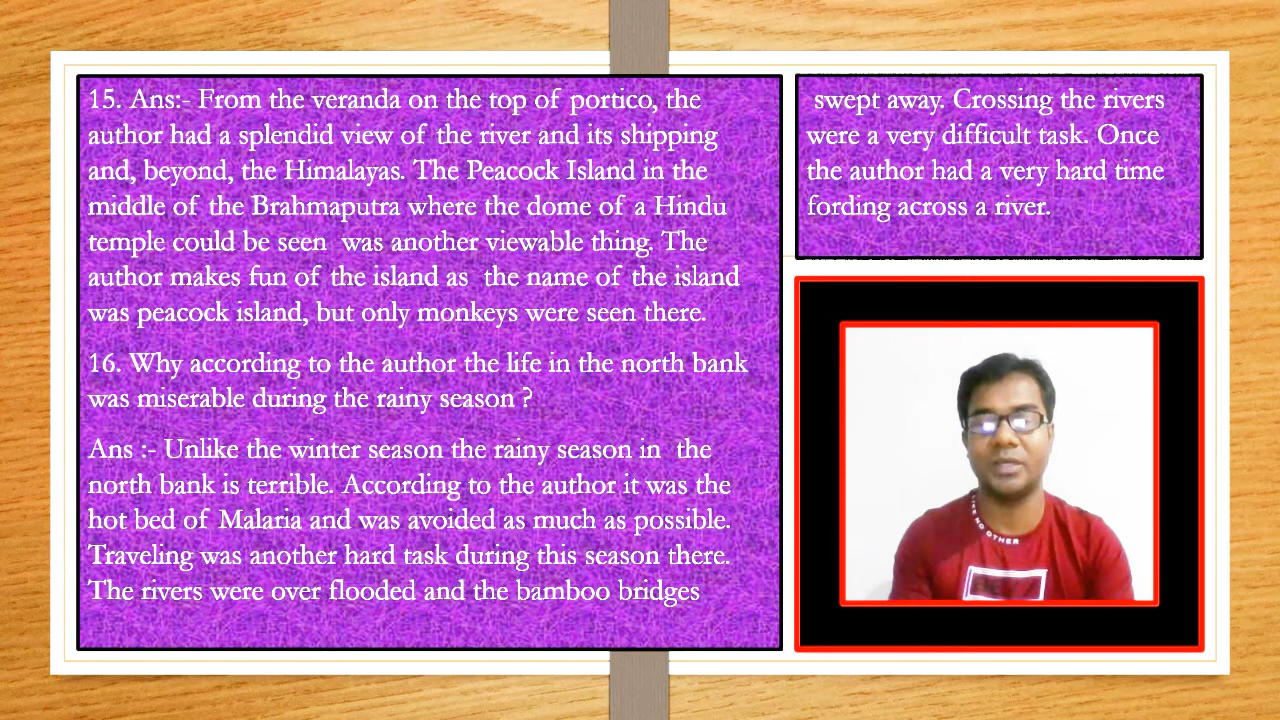 15. Ans:- From the veranda on the top of portico, the
author had a splendid view of the river and its shipping
and, beyond, the Himalayas. The Peacock Island in the
middle of the Brahmaputra where the dome of a Hindu
temple could be seen was another viewable thing. The
author makes fun of the island as the name of the island
was peacock island, but only monkeys were seen there.
16. Why according to the author the life in the north bank
was miserable during the rainy season ?
Ans :- Unlike the winter season the rainy season in the
north bank is terrible. According to the author it was the
hot bed of Malaria and was avoided as much as possible.
Traveling was another hard task during this season there.
The rivers were over flooded and the bamboo bridges
swept away. Crossing the rivers
were a very difficult task. Once
the author had a very hard time
fording across a river.
NO OTHER